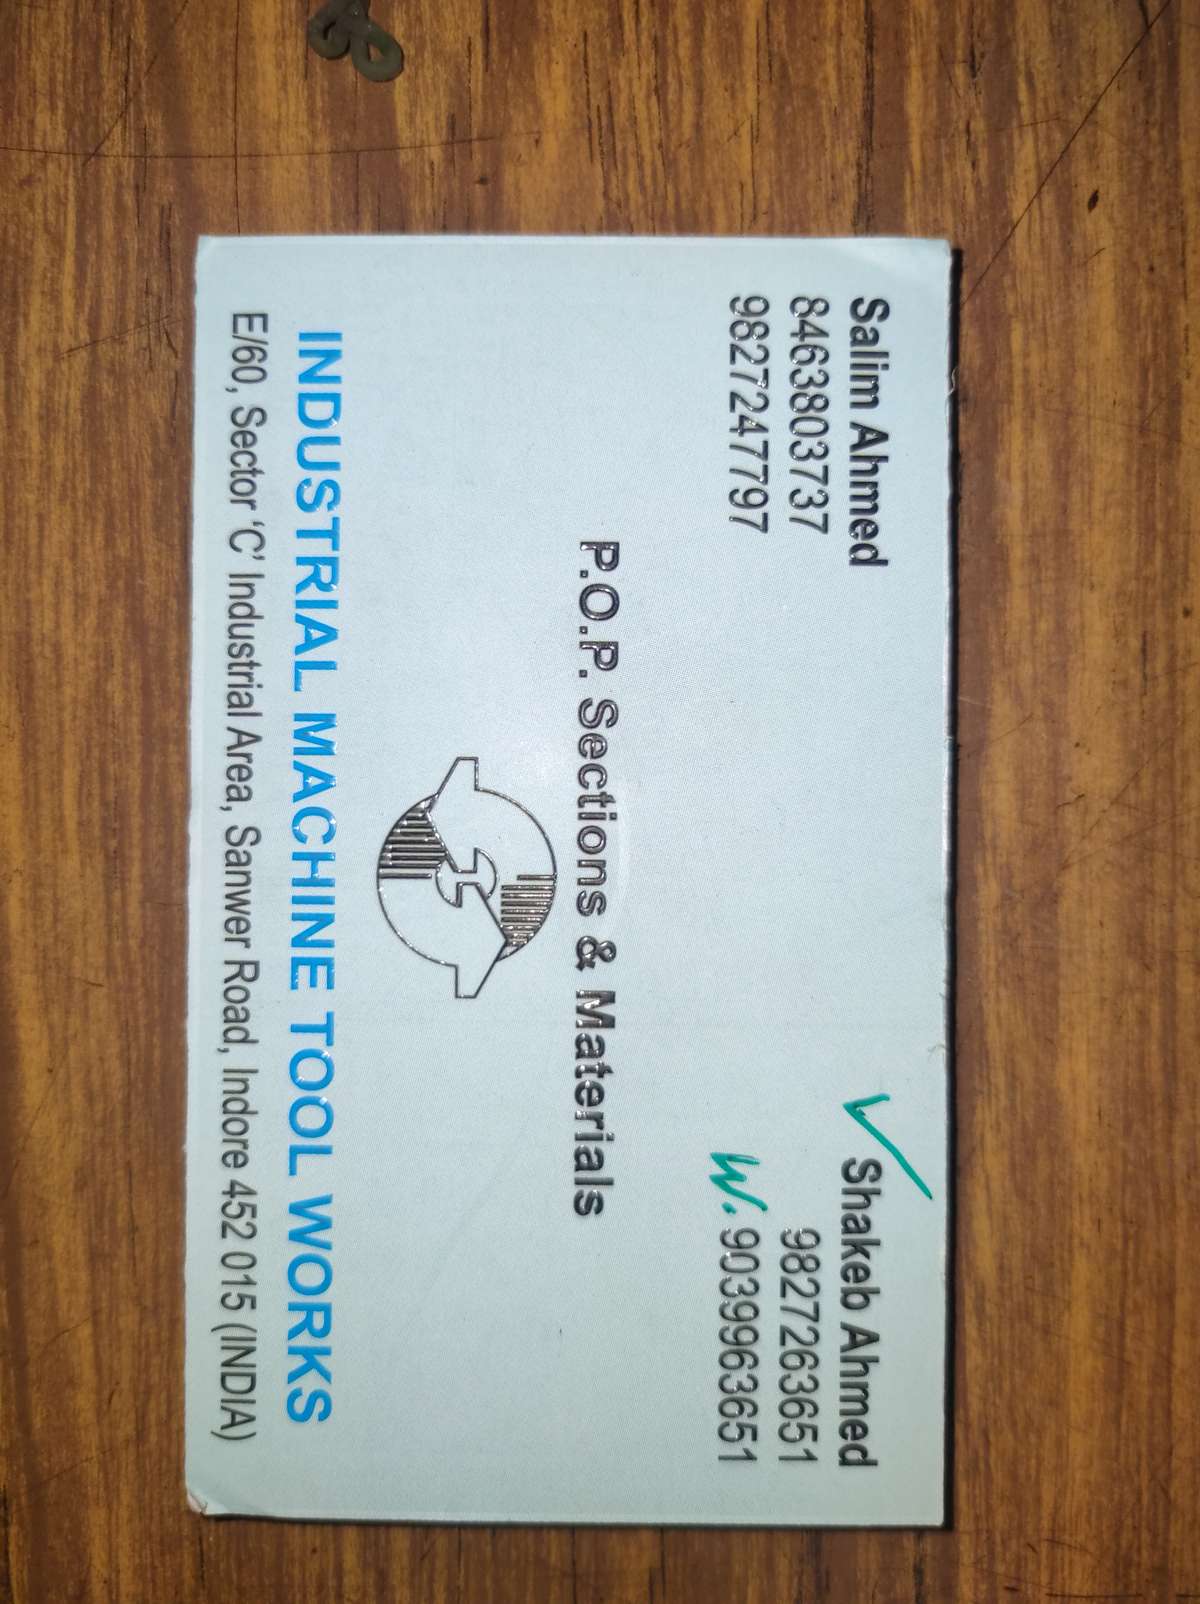 Salim Ahmed
8463803737
9827247797
✓ Shakeb Ahmed
9827263651
W. 9039963651
P.O.P. Sections & Materials
INDUSTRIAL MACHINE TOOL WORKS
E/60, Sector 'C' Industrial Area, Sanwer Road, Indore 452 015 (INDIA)